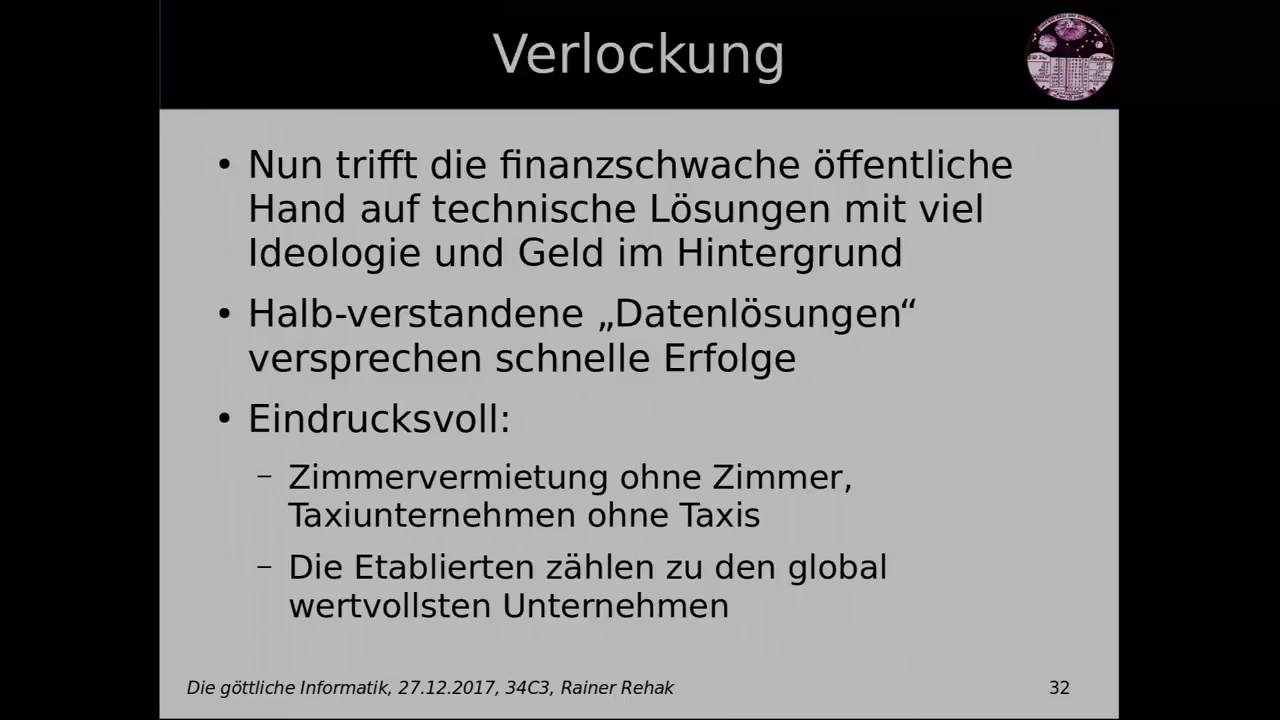 Verlockung
• Nun trifft die finanzschwache öffentliche
Hand auf technische Lösungen mit viel
Ideologie und Geld im Hintergrund
• Halb-verstandene „Datenlösungen“
versprechen schnelle Erfolge
• Eindrucksvoll:
– Zimmervermietung ohne Zimmer,
Taxiunternehmen ohne Taxis
– Die Etablierten zählen zu den global
wertvollsten Unternehmen
Die göttliche Informatik, 27.12.2017, 34C3, Rainer Rehak
32